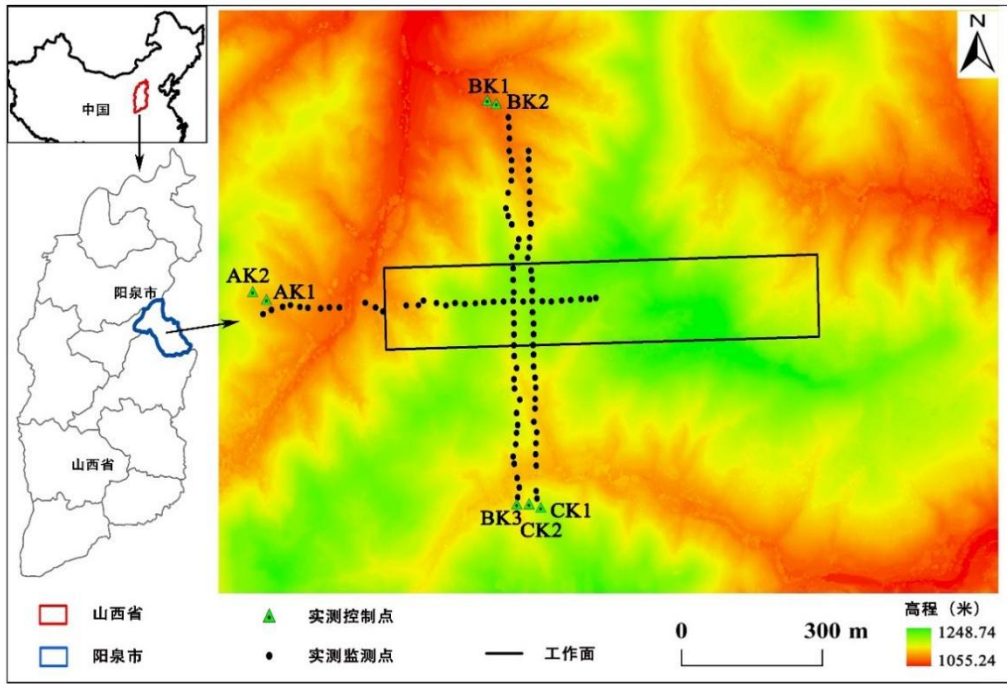 中国
N
BK1
BK2
阳泉市
AK2
AK1
山西省
BK3
CK1
CK2
山西省
实测控制点
0
300 m
高程（米）
1248.74
1055.24
阳泉市
实测监测点
工作面